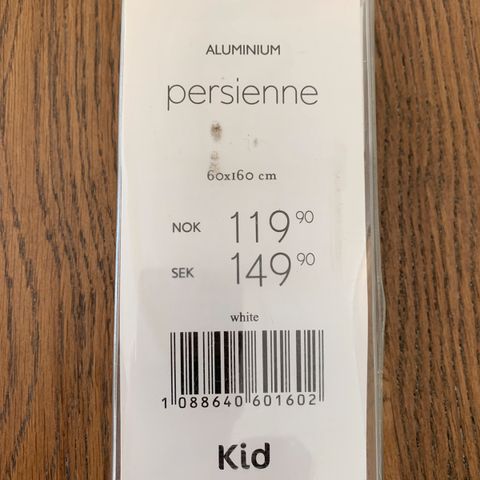 ALUMINIUM
persienne
60x160 cm
NOK 119 90
SEK 149 90
white
1 088640 601602
Kid